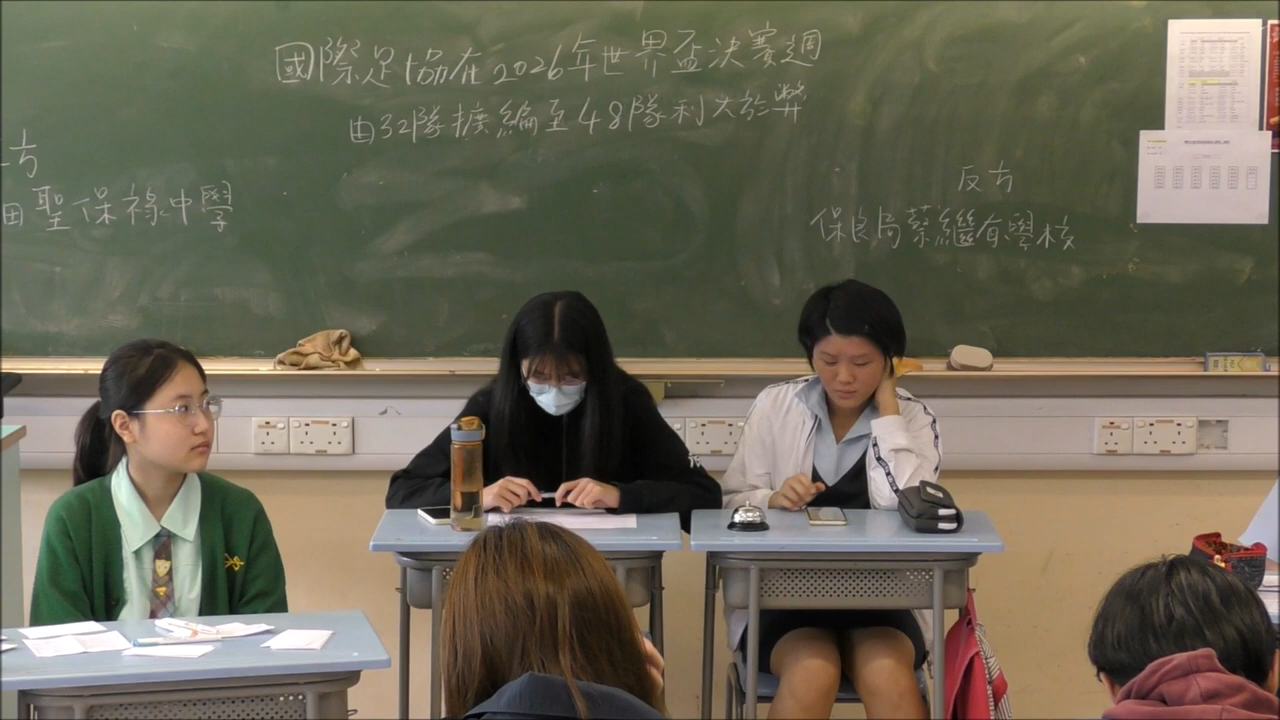 國際足協在2026年世界盃決賽週
由32隊擴編至48隊利大於弊
方
田聖保祿中學
反方
保良局蔡繼有學校